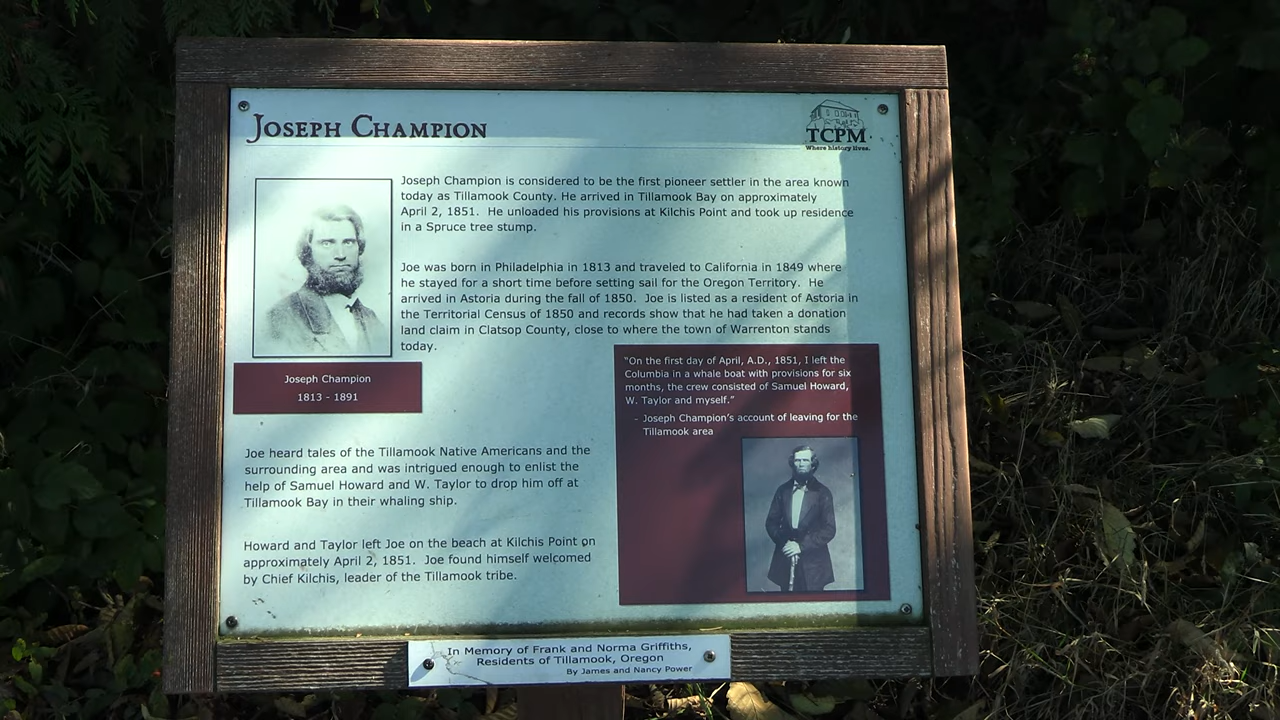 JOSEPH CHAMPION
TCPM
Where history lives.
Joseph Champion is considered to be the first pioneer settler in the area known
today as Tillamook County. He arrived in Tillamook Bay on approximately
April 2, 1851. He unloaded his provisions at Kilchis Point and took up residence
in a Spruce tree stump.
Joe was born in Philadelphia in 1813 and traveled to California in 1849 where
he stayed for a short time before setting sail for the Oregon Territory. He
arrived in Astoria during the fall of 1850. Joe is listed as a resident of Astoria in
the Territorial Census of 1850 and records show that he had taken a donation
land claim in Clatsop County, close to where the town of Warrenton stands
today.
Joseph Champion
1813 - 1891
"On the first day of April, A.D., 1851, I left the
Columbia in a whale boat with provisions for six
months, the crew consisted of Samuel Howard,
W. Taylor and myself."
- Joseph Champion's account of leaving for the
Tillamook area
Joe heard tales of the Tillamook Native Americans and the
surrounding area and was intrigued enough to enlist the
help of Samuel Howard and W. Taylor to drop him off at
Tillamook Bay in their whaling ship.
Howard and Taylor left Joe on the beach at Kilchis Point on
approximately April 2, 1851. Joe found himself welcomed
by Chief Kilchis, leader of the Tillamook tribe.
In Memory of Frank and Norma Griffiths,
Residents of Tillamook, Oregon
By James and Nancy Power